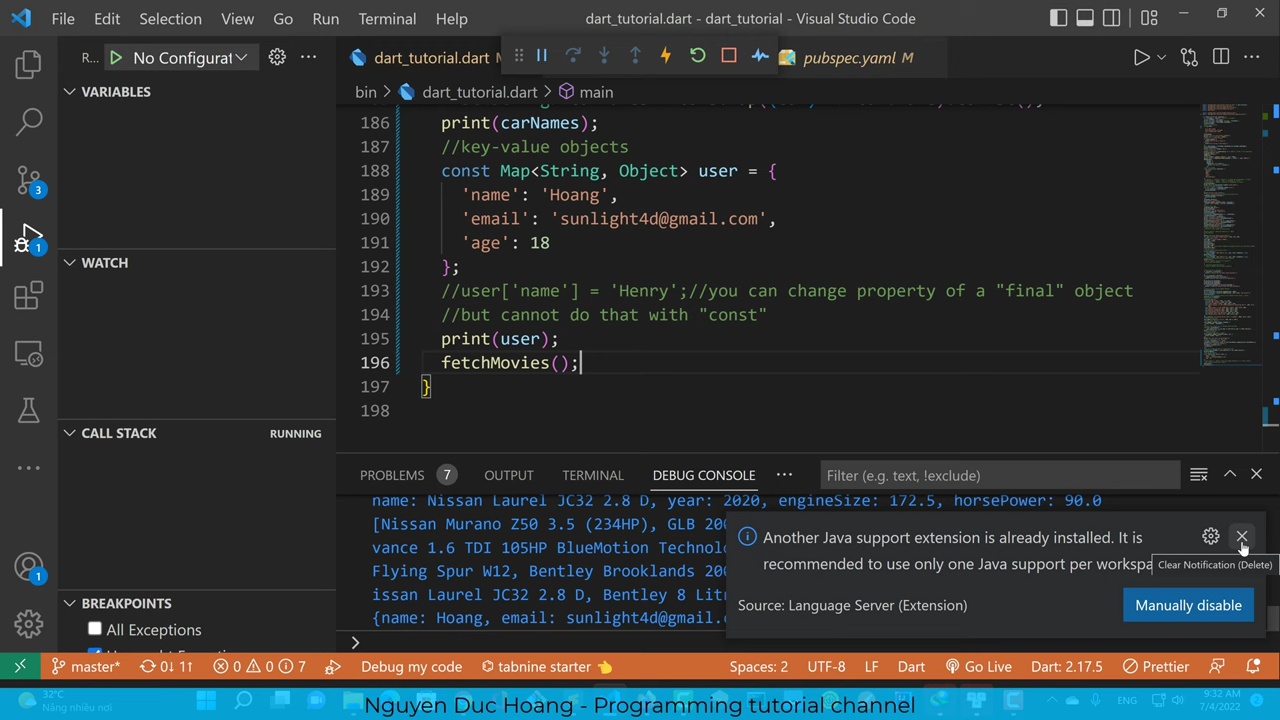 File Edit Selection View Go Run Terminal Help dart_tutorial.dart - dart_tutorial - Visual Studio Code
R... No Configurat dart_tutorial.dart M pubspec.yaml M
VARIABLES
WATCH
CALL STACK RUNNING
BREAKPOINTS
All Exceptions
3
1
1
bin > dart_tutorial.dart > main
186 print(carNames);
187 //key-value objects
188 const Map<String, Object> user = {
189 'name': 'Hoang',
190 'email': 'sunlight4d@gmail.com',
191 'age': 18
192 };
193 //user['name'] = 'Henry';//you can change property of a "final" object
194 //but cannot do that with "const"
195 print(user);
196 fetchMovies();
197 }
198
PROBLEMS 7 OUTPUT TERMINAL DEBUG CONSOLE ... Filter (e.g. text, !exclude)
name: Nissan Laurel JC32 2.8 D, year: 2020, engineSize: 172.5, horsePower: 90.0
[Nissan Murano Z50 3.5 (234HP), GLB 200
vance 1.6 TDI 105HP BlueMotion Technolo
Flying Spur W12, Bentley Brooklands 200
issan Laurel JC32 2.8 D, Bentley 8 Lit
{name: Hoang, email: sunlight4d@gmail.c
Another Java support extension is already installed. It is
recommended to use only one Java support per workspa
Clear Notification (Delete)
Source: Language Server (Extension) Manually disable
master* 0↓ 1↑ 0 0 7 Debug my code tabnine starter Spaces: 2 UTF-8 LF Dart Go Live Dart: 2.17.5 Prettier
32°C
Nắng nhiều nơi
Nguyen Duc Hoang - Programming tutorial channel
ENG
9:32 AM
7/4/2022